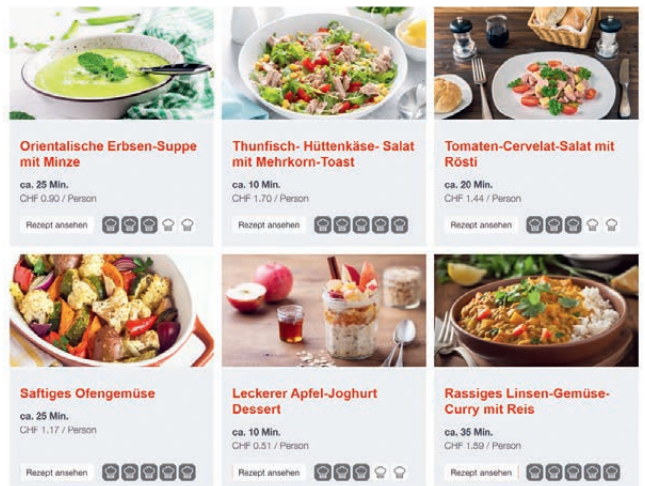 Orientalische Erbsen-Suppe
mit Minze
ca. 25 Min.
CHF 0.90 / Person
Rezept ansehen
Thunfisch- Hüttenkäse- Salat
mit Mehrkorn-Toast
ca. 10 Min.
CHF 1.70 / Person
Rezept ansehen
Tomaten-Cervelat-Salat mit
Rösti
ca. 20 Min.
CHF 1.44 / Person
Rezept ansehen
Saftiges Ofengemüse
ca. 25 Min.
CHF 1.17 / Person
Rezept ansehen
Leckerer Apfel-Joghurt
Dessert
ca. 10 Min.
CHF 0.51 / Person
Rezept ansehen
Rassiges Linsen-Gemüse-
Curry mit Reis
ca. 35 Min.
CHF 1.59 / Person
Rezept ansehen